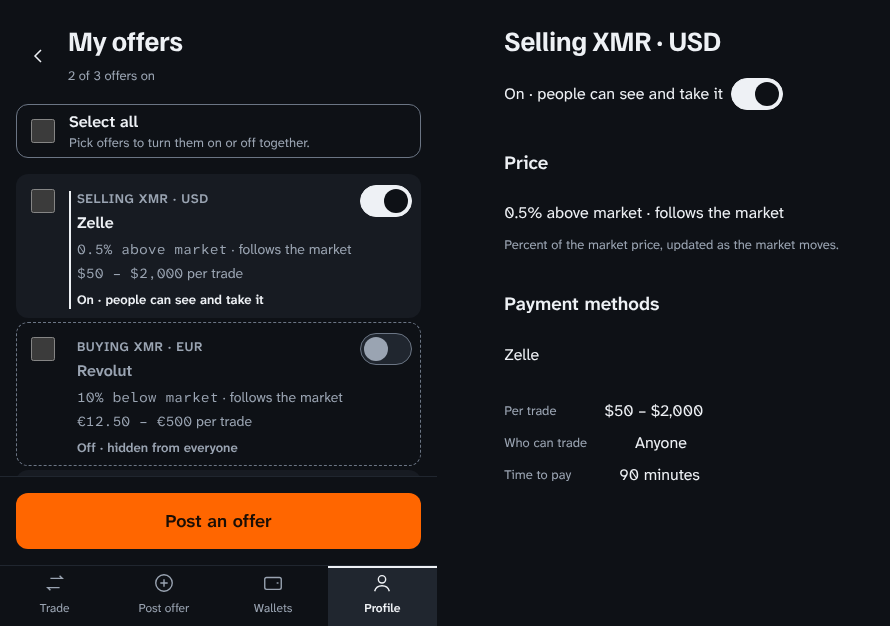 My offers
2 of 3 offers on
Select all
Pick offers to turn them on or off together.
SELLING XMR · USD
Zelle
0.5% above market · follows the market
$50 – $2,000 per trade
On · people can see and take it
BUYING XMR · EUR
Revolut
10% below market · follows the market
€12.50 – €500 per trade
Off · hidden from everyone
Post an offer
Trade
Post offer
Wallets
Profile
Selling XMR · USD
On · people can see and take it
Price
0.5% above market · follows the market
Percent of the market price, updated as the market moves.
Payment methods
Zelle
Per trade $50 – $2,000
Who can trade Anyone
Time to pay 90 minutes